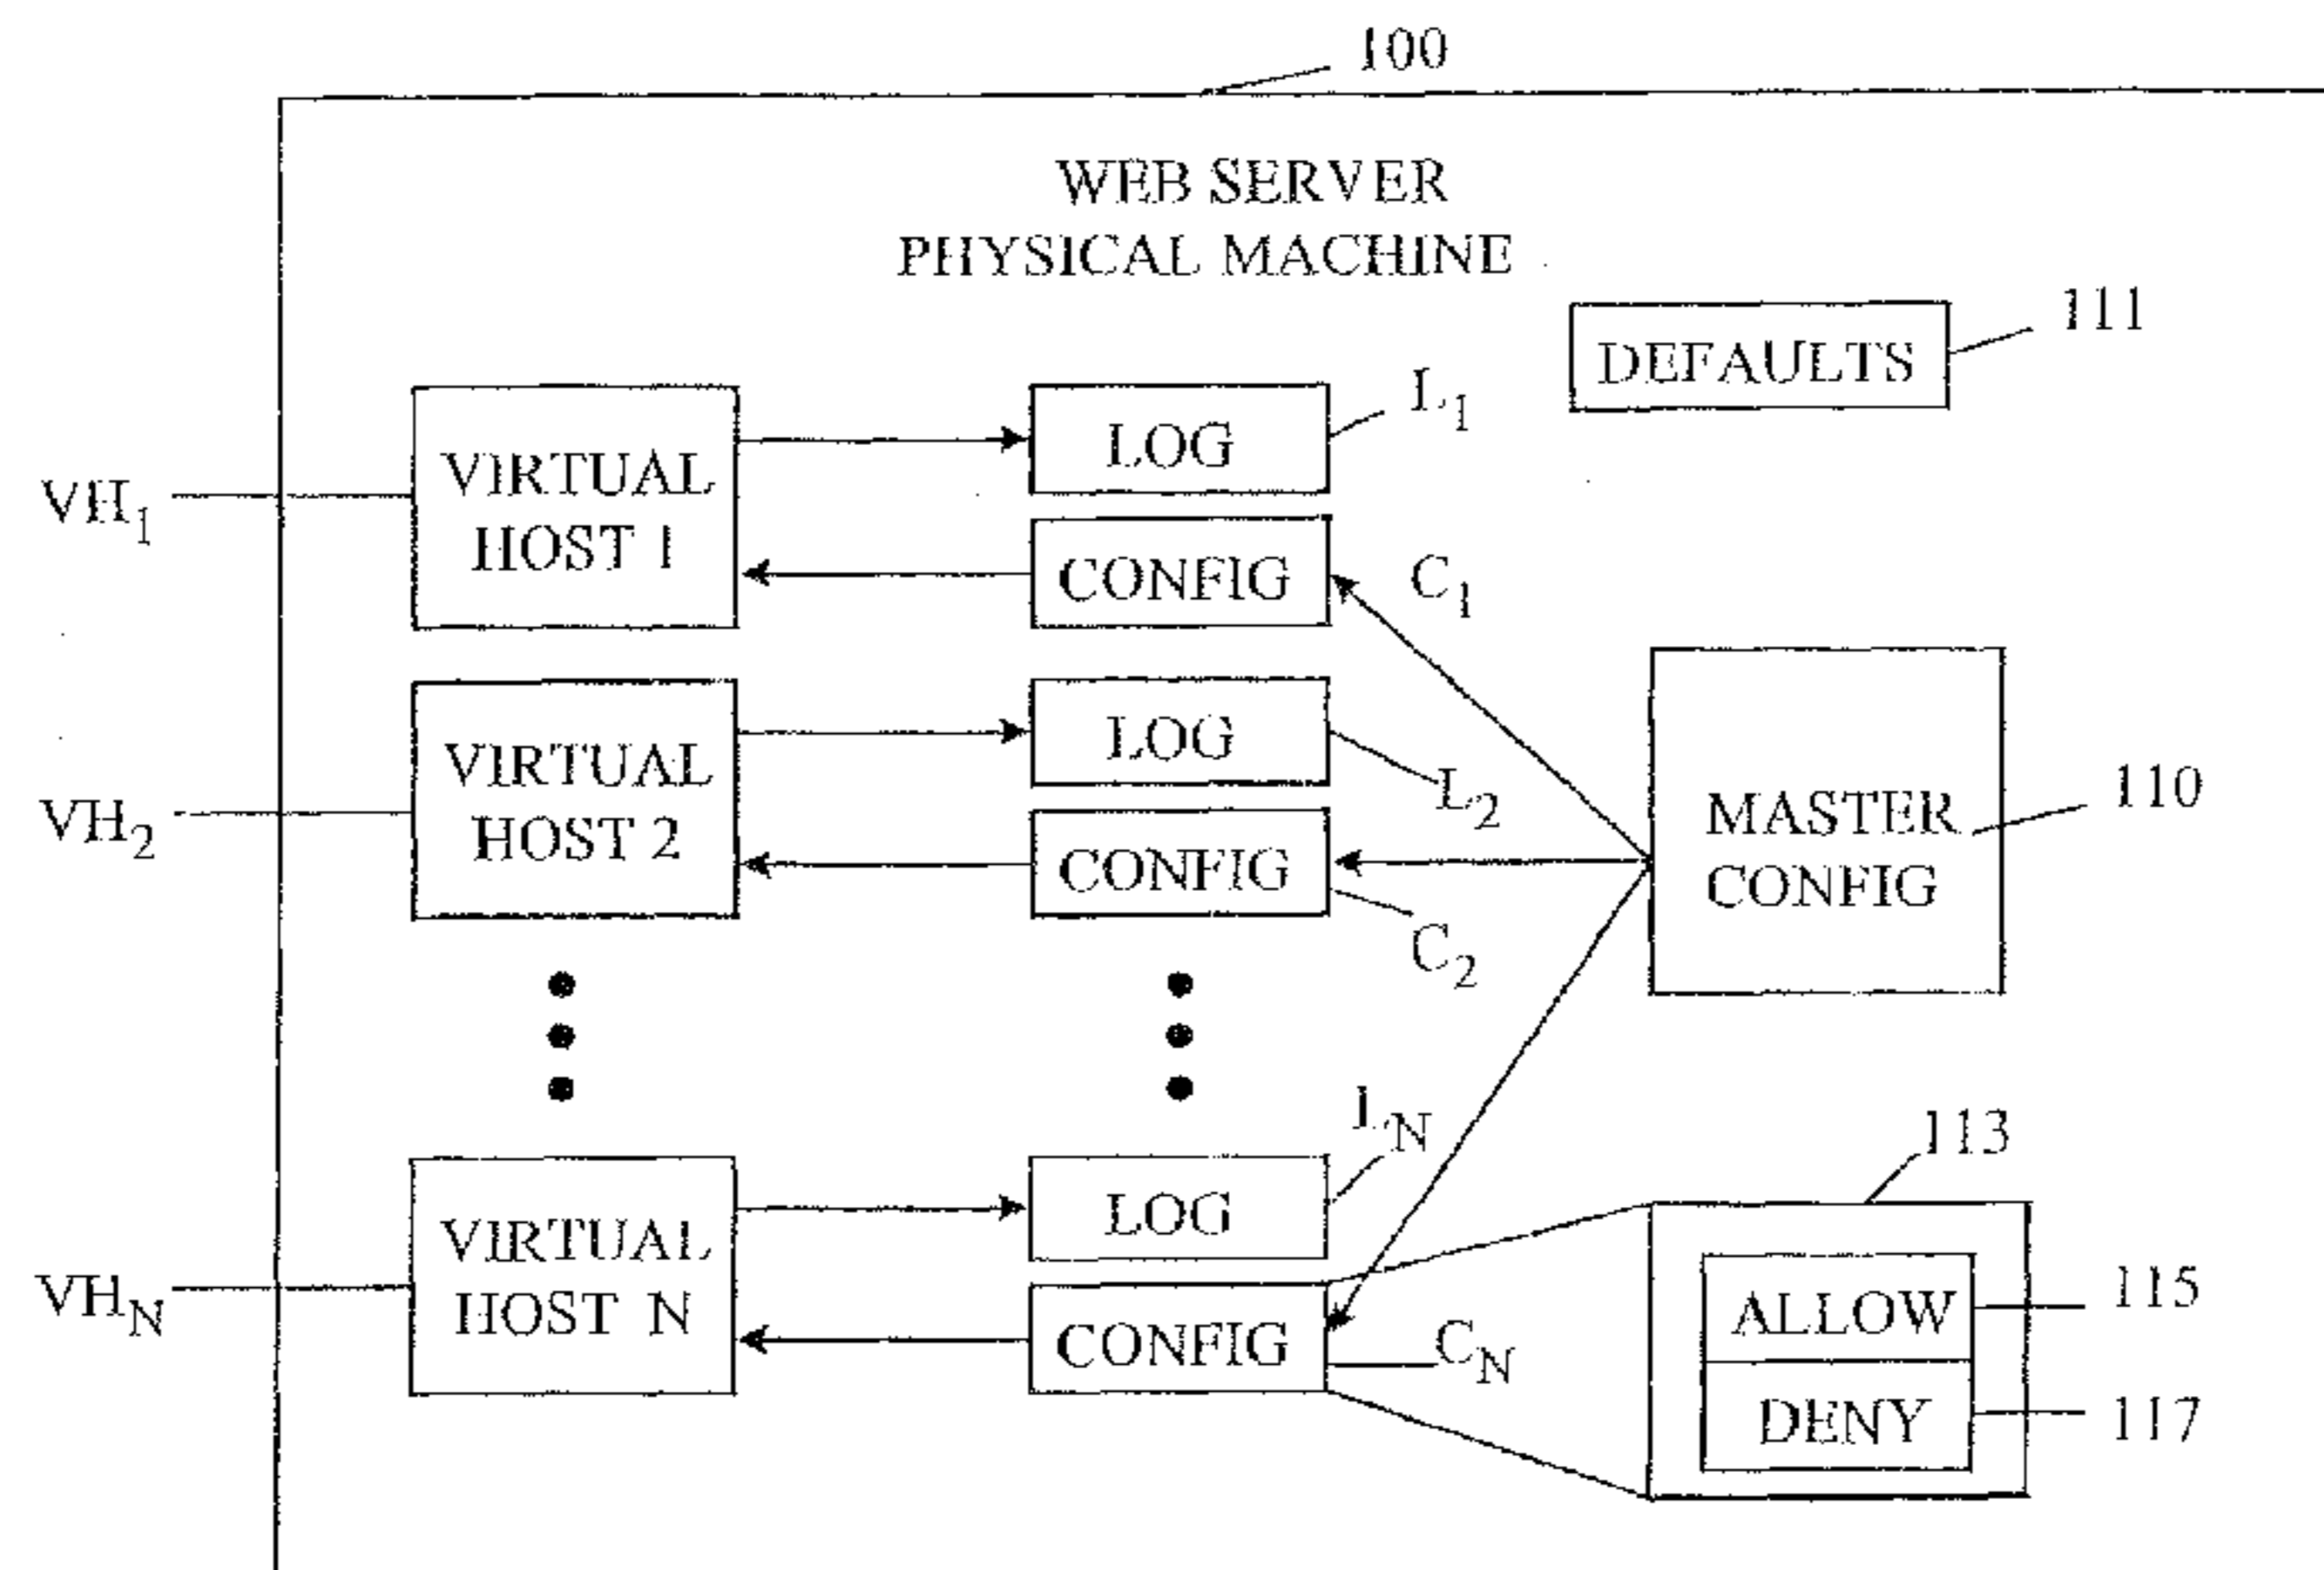 100
WEB SERVER
PHYSICAL MACHINE
DEFAULTS
111
VH1
VIRTUAL
HOST 1
LOG
L1
CONFIG
C1
VH2
VIRTUAL
HOST 2
LOG
L2
CONFIG
C2
MASTER
CONFIG
110
VHN
VIRTUAL
HOST N
LOG
LN
CONFIG
CN
113
ALLOW
115
DENY
117